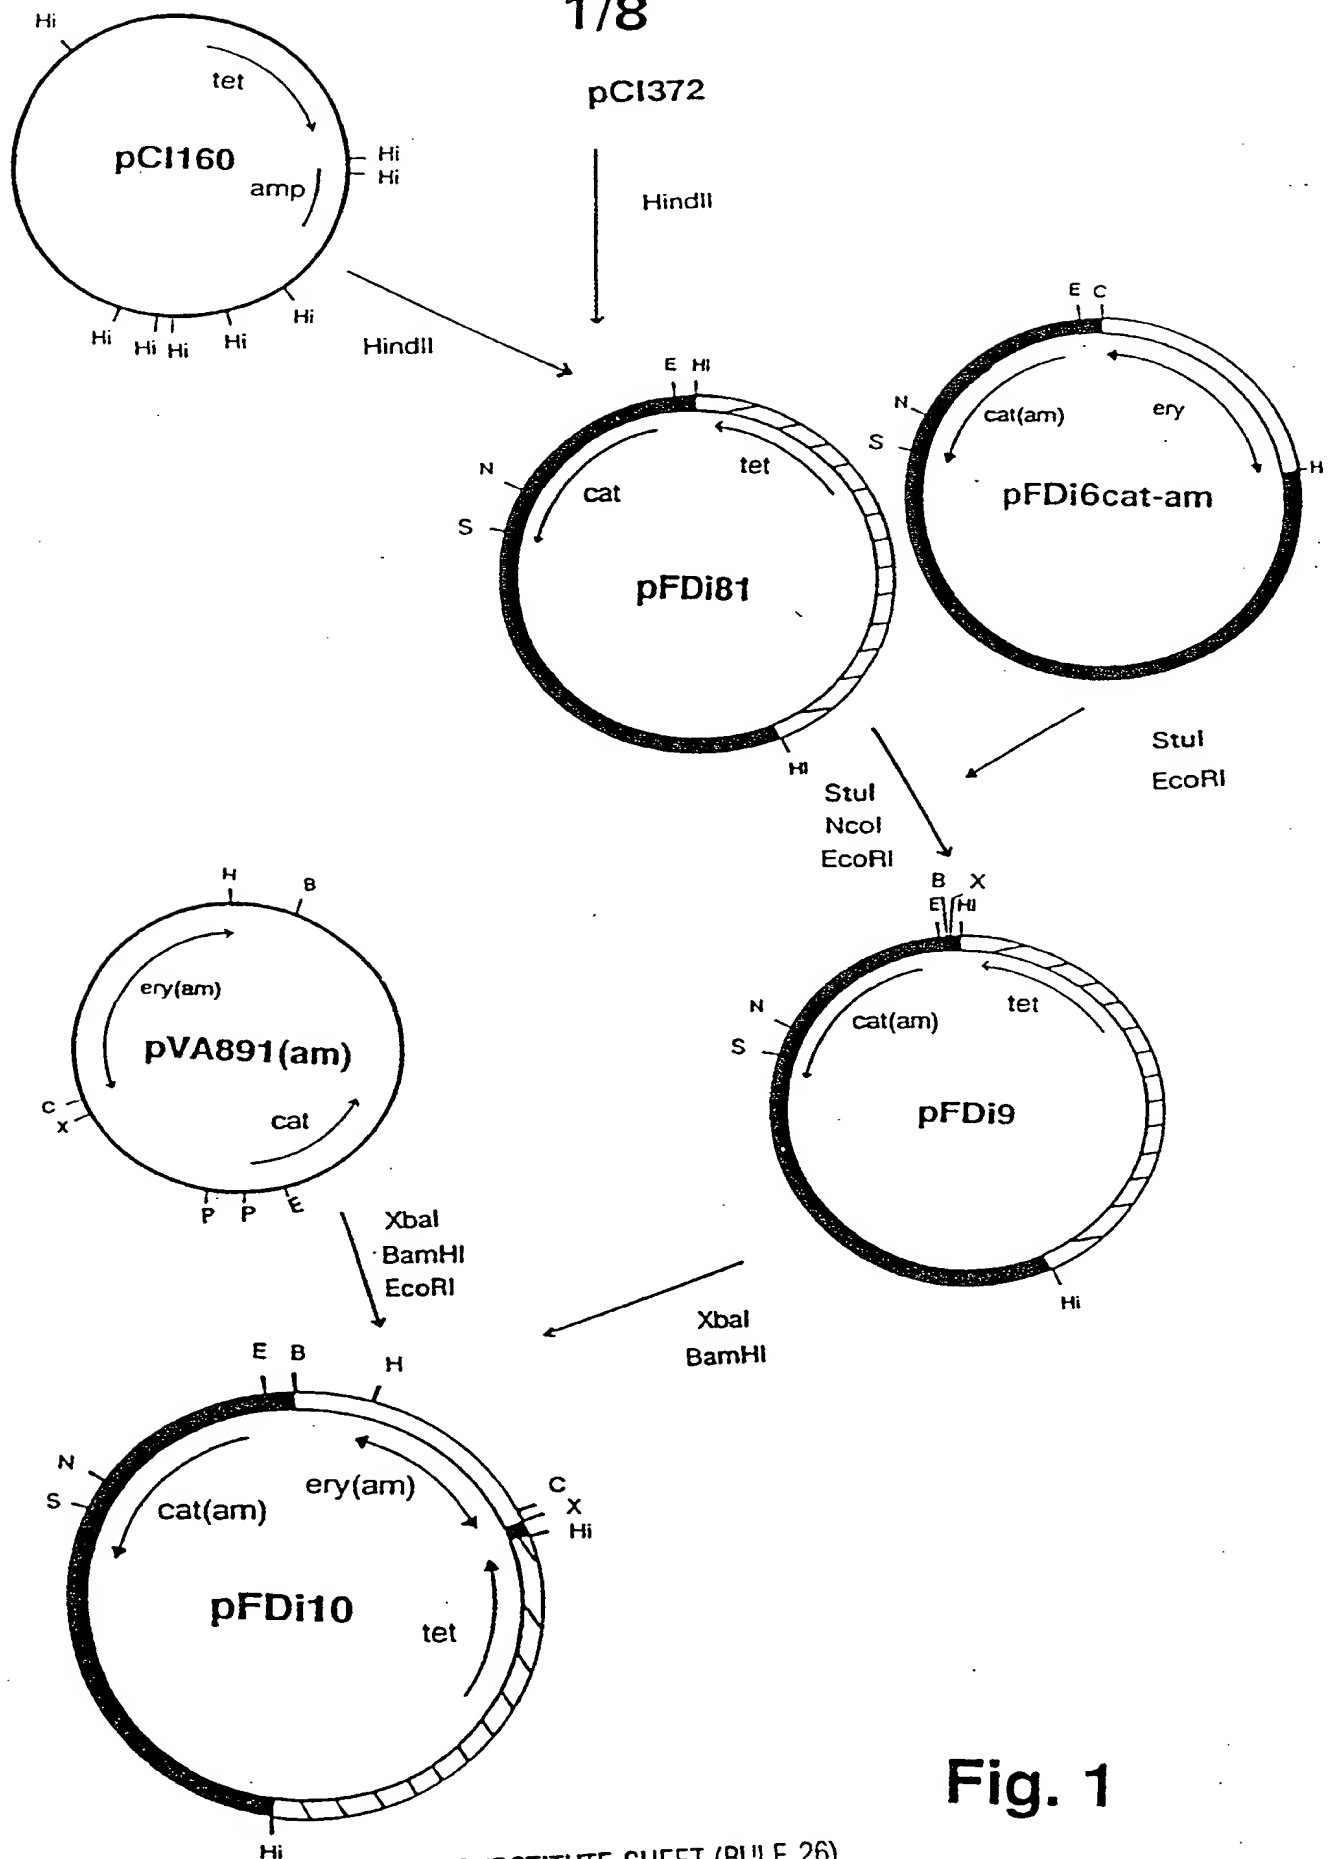 1/8
Hi
tet
pCI160
amp
Hi
Hi
Hi
Hi
Hi
Hi
Hi
HindII
pCI372
HindII
E HI
N
S
cat
tet
pFDi81
HI
E C
N
S
cat(am)
ery
H
pFDi6cat-am
StuI
NcoI
EcoRI
StuI
EcoRI
H
B
ery(am)
pVA891(am)
C
X
cat
P
P
E
XbaI
BamHI
EcoRI
B X
E HI
N
S
cat(am)
tet
pFDi9
Hi
XbaI
BamHI
E B
H
N
S
cat(am)
ery(am)
C
X
Hi
pFDi10
tet
Hi
Fig. 1
SUBSTITUTE SHEET (RULE 26)